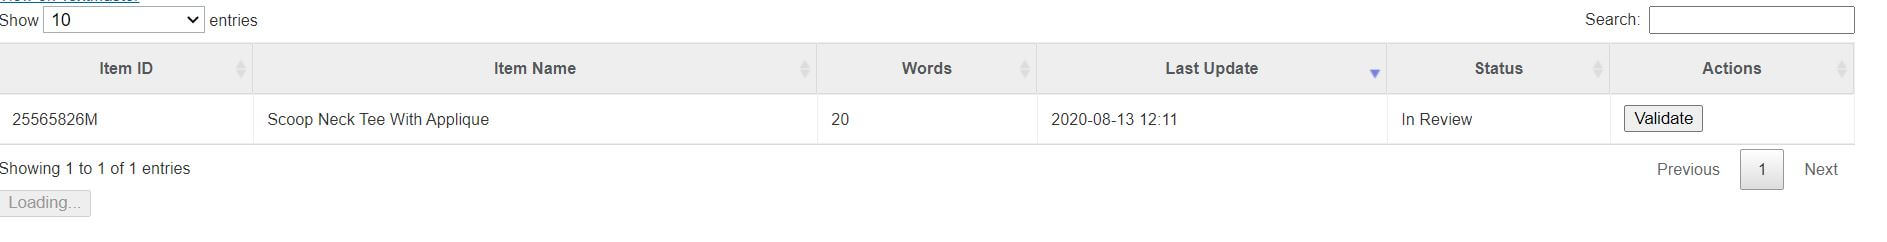 Show 10 entries Search:
Item ID Item Name Words Last Update Status Actions
25565826M Scoop Neck Tee With Applique 20 2020-08-13 12:11 In Review Validate
Showing 1 to 1 of 1 entries Previous 1 Next
Loading...